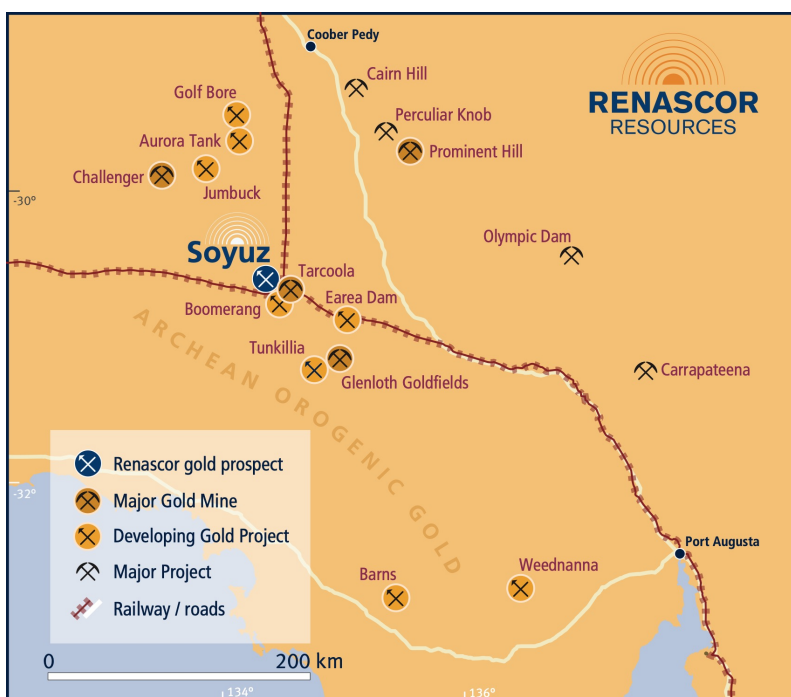 Coober Pedy
Cairn Hill
RENASCOR
RESOURCES
Golf Bore
Perculiar Knob
Aurora Tank
Prominent Hill
Challenger
Jumbuck
-30°
Olympic Dam
Soyuz
Tarcoola
Boomerang
Earea Dam
Tunkillia
Glenloth Goldfields
Carrapateena
ARCHEAN OROGENIC GOLD
Renascor gold prospect
-32°
Major Gold Mine
Developing Gold Project
Port Augusta
Major Project
Barns
Weednanna
Railway / roads
0 200 km
134° 136°